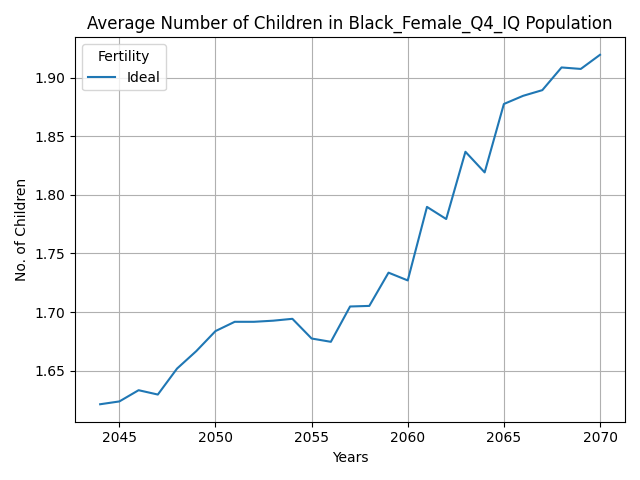 Average Number of Children in Black_Female_Q4_IQ Population
Fertility
Ideal
No. of Children
1.90
1.85
1.80
1.75
1.70
1.65
2045 2050 2055 2060 2065 2070
Years